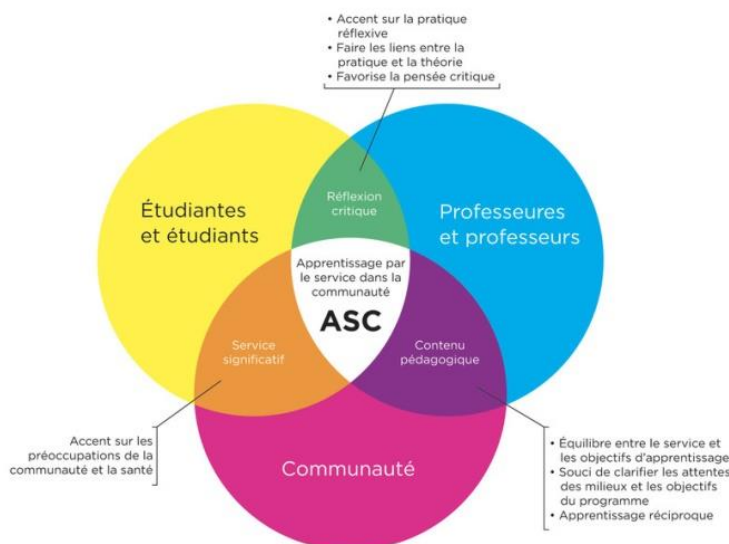 • Accent sur la pratique
réflexive
• Faire les liens entre la
pratique et la théorie
• Favorise la pensée critique
Étudiantes
et étudiants
Réflexion
critique
Professeures
et professeurs
Apprentissage par
le service dans la
communauté
ASC
Service
significatif
Contenu
pédagogique
Accent sur les
préoccupations de la
communauté et la santé
Communauté
• Équilibre entre le service et
les objectifs d'apprentissage
• Souci de clarifier les attentes
des milieux et les objectifs
du programme
• Apprentissage réciproque